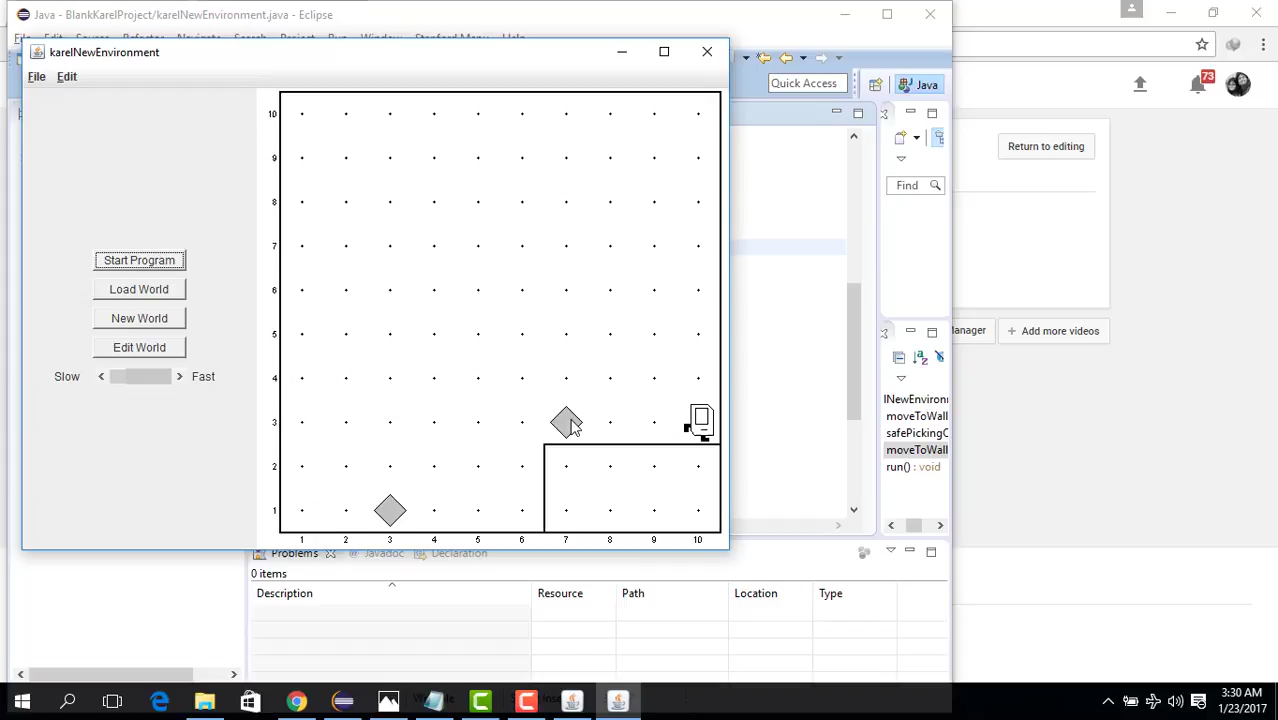 Java - BlankKarelProject/karelNewEnvironment.java - Eclipse
karelNewEnvironment
File Edit
Quick Access
Java
73
Return to editing
Find
Start Program
Load World
New World
Edit World
Slow
Fast
10
9
8
7
6
5
4
3
2
1
1 2 3 4 5 6 7 8 9 10
Manager
+ Add more videos
lNewEnvironm
moveToWall
safePickingC
moveToWall
run() : void
Problems
Javadoc
Declaration
0 items
Description
Resource
Path
Location
Type
3:30 AM
1/23/2017